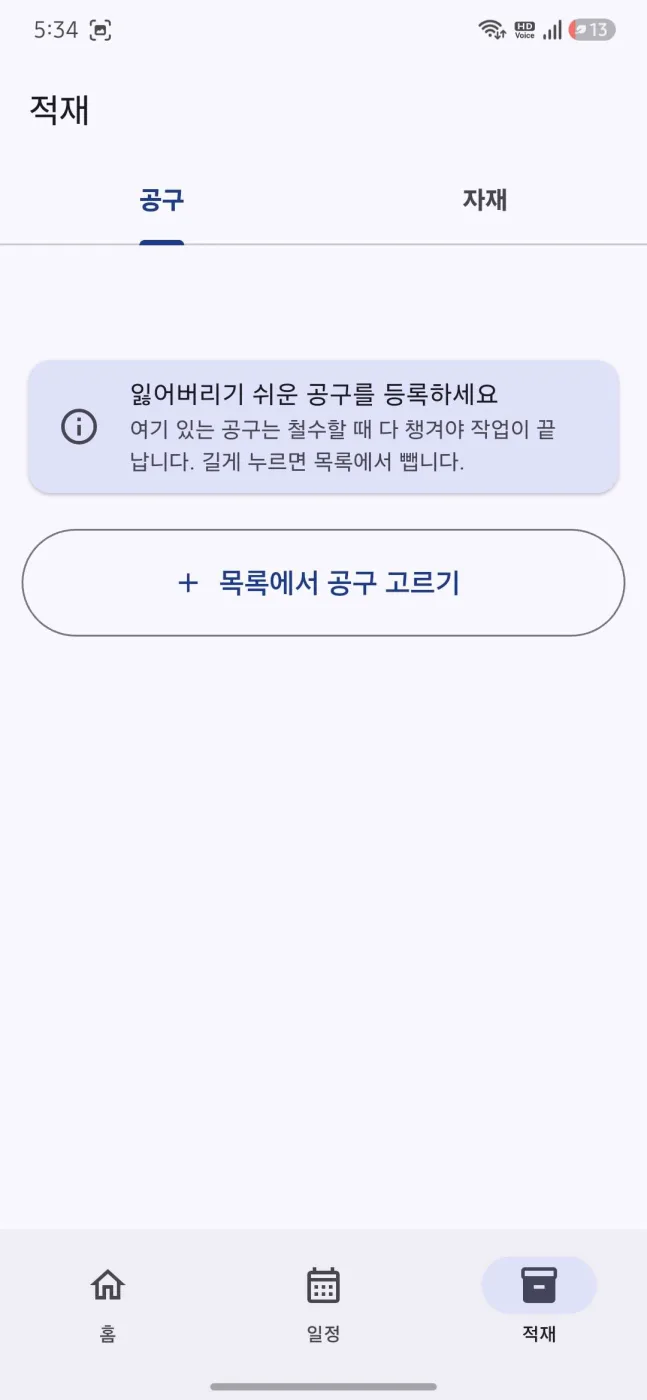 5:34
HD
Voice
13
적재
공구
자재
잃어버리기 쉬운 공구를 등록하세요
여기 있는 공구는 철수할 때 다 챙겨야 작업이 끝
납니다. 길게 누르면 목록에서 뺍니다.
+ 목록에서 공구 고르기
홈
일정
적재